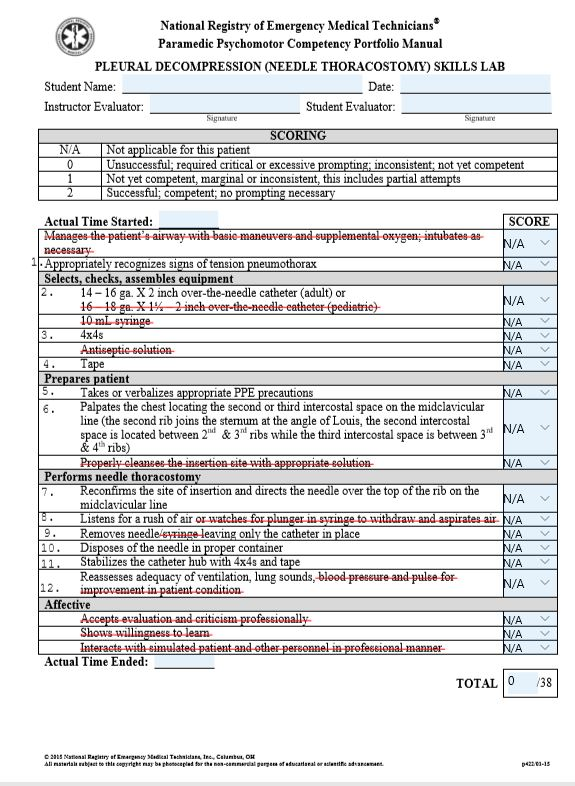 National Registry of Emergency Medical Technicians®
Paramedic Psychomotor Competency Portfolio Manual
PLEURAL DECOMPRESSION (NEEDLE THORACOSTOMY) SKILLS LAB
Student Name: Date:
Instructor Evaluator: Student Evaluator:
Signature Signature
SCORING
N/A Not applicable for this patient
0 Unsuccessful; required critical or excessive prompting; inconsistent; not yet competent
1 Not yet competent, marginal or inconsistent, this includes partial attempts
2 Successful; competent; no prompting necessary
Actual Time Started: SCORE
Manages the patient's airway with basic maneuvers and supplemental oxygen; intubates as
necessary N/A
1. Appropriately recognizes signs of tension pneumothorax N/A
Selects, checks, assembles equipment
2. 14 – 16 ga. X 2 inch over-the-needle catheter (adult) or
16 – 18 ga. X 1½ – 2 inch over-the-needle catheter (pediatric) N/A
10 mL syringe N/A
3. 4x4s N/A
Antiseptic solution N/A
4. Tape N/A
Prepares patient
5. Takes or verbalizes appropriate PPE precautions N/A
6. Palpates the chest locating the second or third intercostal space on the midclavicular
line (the second rib joins the sternum at the angle of Louis, the second intercostal
space is located between 2nd & 3rd ribs while the third intercostal space is between 3rd
& 4th ribs) N/A
Properly cleanses the insertion site with appropriate solution N/A
Performs needle thoracostomy
7. Reconfirms the site of insertion and directs the needle over the top of the rib on the
midclavicular line N/A
8. Listens for a rush of air or watches for plunger in syringe to withdraw and aspirates air N/A
9. Removes needle/syringe leaving only the catheter in place N/A
10. Disposes of the needle in proper container N/A
11. Stabilizes the catheter hub with 4x4s and tape N/A
12. Reassesses adequacy of ventilation, lung sounds, blood pressure and pulse for
improvement in patient condition N/A
Affective
Accepts evaluation and criticism professionally N/A
Shows willingness to learn N/A
Interacts with simulated patient and other personnel in professional manner N/A
Actual Time Ended:
TOTAL 0 /38
© 2015 National Registry of Emergency Medical Technicians, Inc., Columbus, OH
All materials subject to this copyright may be photocopied for the non-commercial purpose of educational or scientific advancement. p422/01-15